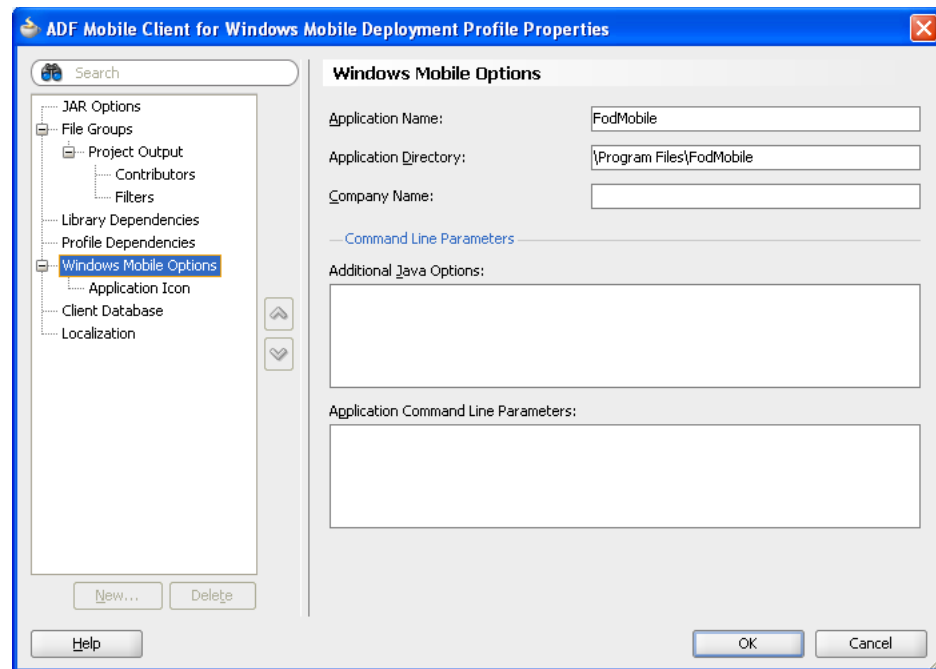 ADF Mobile Client for Windows Mobile Deployment Profile Properties
Search
JAR Options
File Groups
Project Output
Contributors
Filters
Library Dependencies
Profile Dependencies
Windows Mobile Options
Application Icon
Client Database
Localization
New...
Delete
Windows Mobile Options
Application Name:
FodMobile
Application Directory:
\Program Files\FodMobile
Company Name:
Command Line Parameters
Additional Java Options:
Application Command Line Parameters:
Help
OK
Cancel